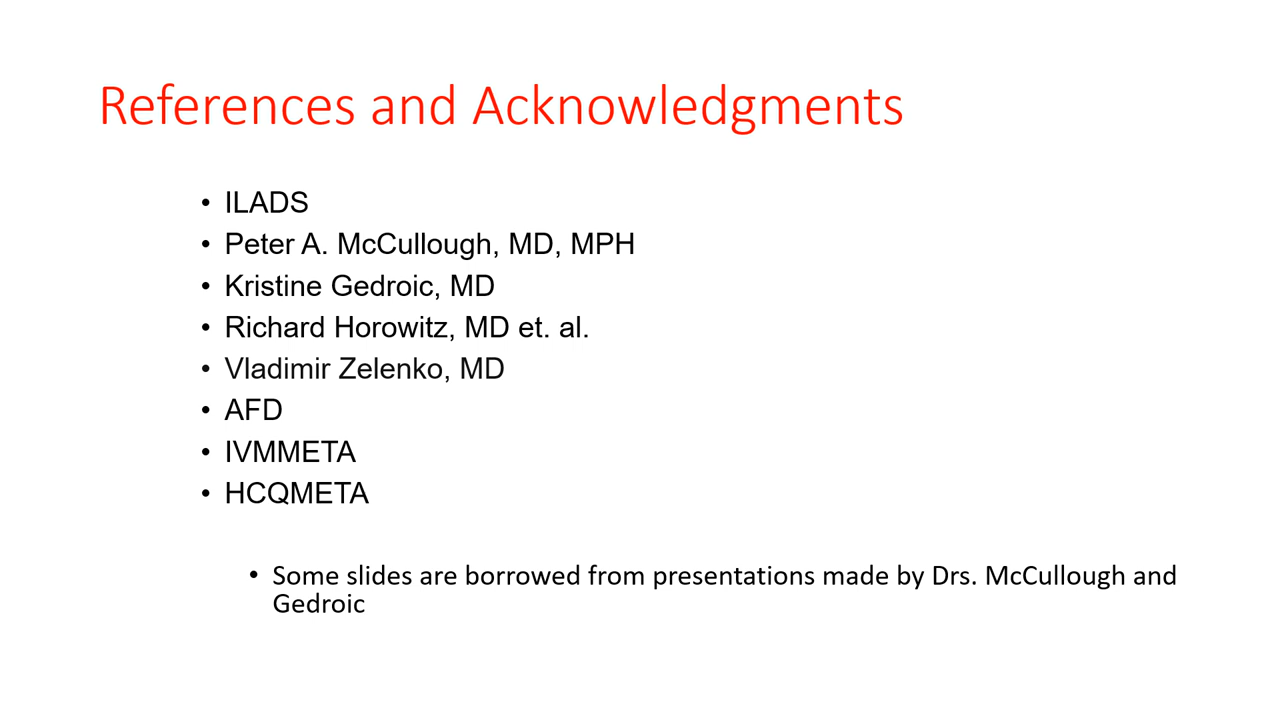 References and Acknowledgments
• ILADS
• Peter A. McCullough, MD, MPH
• Kristine Gedroic, MD
• Richard Horowitz, MD et. al.
• Vladimir Zelenko, MD
• AFD
• IVMMETA
• HCQMETA
• Some slides are borrowed from presentations made by Drs. McCullough and
Gedroic